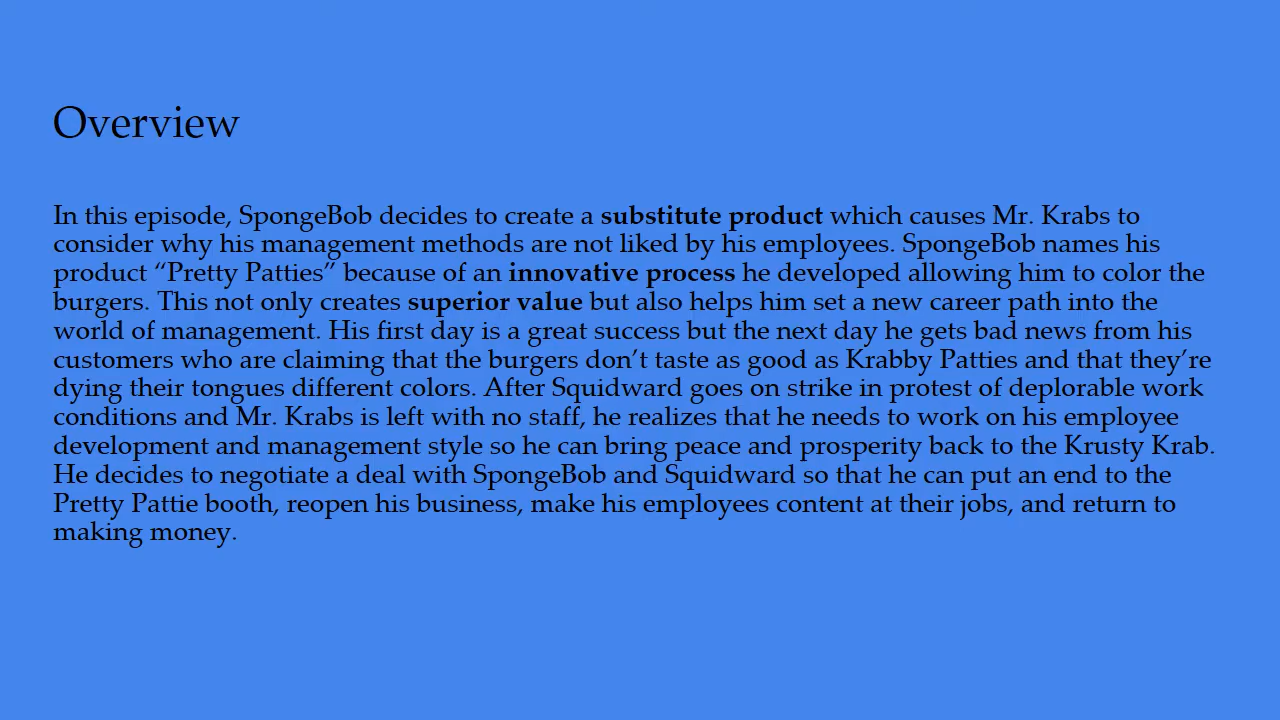 Overview
In this episode, SpongeBob decides to create a substitute product which causes Mr. Krabs to
consider why his management methods are not liked by his employees. SpongeBob names his
product “Pretty Patties” because of an innovative process he developed allowing him to color the
burgers. This not only creates superior value but also helps him set a new career path into the
world of management. His first day is a great success but the next day he gets bad news from his
customers who are claiming that the burgers don’t taste as good as Krabby Patties and that they’re
dying their tongues different colors. After Squidward goes on strike in protest of deplorable work
conditions and Mr. Krabs is left with no staff, he realizes that he needs to work on his employee
development and management style so he can bring peace and prosperity back to the Krusty Krab.
He decides to negotiate a deal with SpongeBob and Squidward so that he can put an end to the
Pretty Pattie booth, reopen his business, make his employees content at their jobs, and return to
making money.